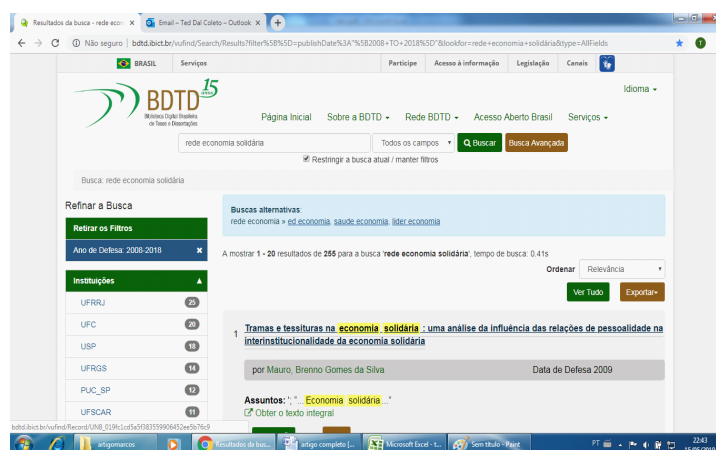 Resultados da busca - rede econ
Email – Ted Dal Coleto – Outlook
Não seguro | bdtd.ibict.br/vufind/Search/Results?filter%5B%5D=publishDate%3A"%5B2008+TO+2018%5D"&lookfor=rede+economia+solidária&type=AllFields
BRASIL Serviços Participe Acesso à informação Legislação Canais
Idioma
BDTD 15 anos
Biblioteca Digital Brasileira
de Teses e Dissertações
Página Inicial Sobre a BDTD Rede BDTD Acesso Aberto Brasil Serviços
rede economia solidária Todos os campos Buscar Busca Avançada
Restringir a busca atual / manter filtros
Busca: rede economia solidária
Refinar a Busca
Retirar os Filtros
Ano de Defesa: 2008-2018
Instituições
UFRRJ 25
UFC 20
USP 18
UFRGS 14
PUC_SP 12
UFSCAR 11
Buscas alternativas:
rede economia » ed economia, saude economia, lider economia
A mostrar 1 - 20 resultados de 255 para a busca 'rede economia solidária', tempo de busca: 0.41s
Ordenar Relevância
Ver Tudo Exportar
1 Tramas e tessituras na economia solidária : uma análise da influência das relações de pessoalidade na
interinstitucionalidade da economia solidária
por Mauro, Brenno Gomes da Silva Data de Defesa 2009
Assuntos: '; "... Economia solidária ..."
Obter o texto integral
bdtd.ibict.br/vufind/Record/UNB_019fc1cd5a5f383559906452ee5b76c9
artigomarcos
Resultados da bus...
artigo completo [...
Microsoft Excel - t...
Sem título - Paint
PT
22:43
15/05/2019